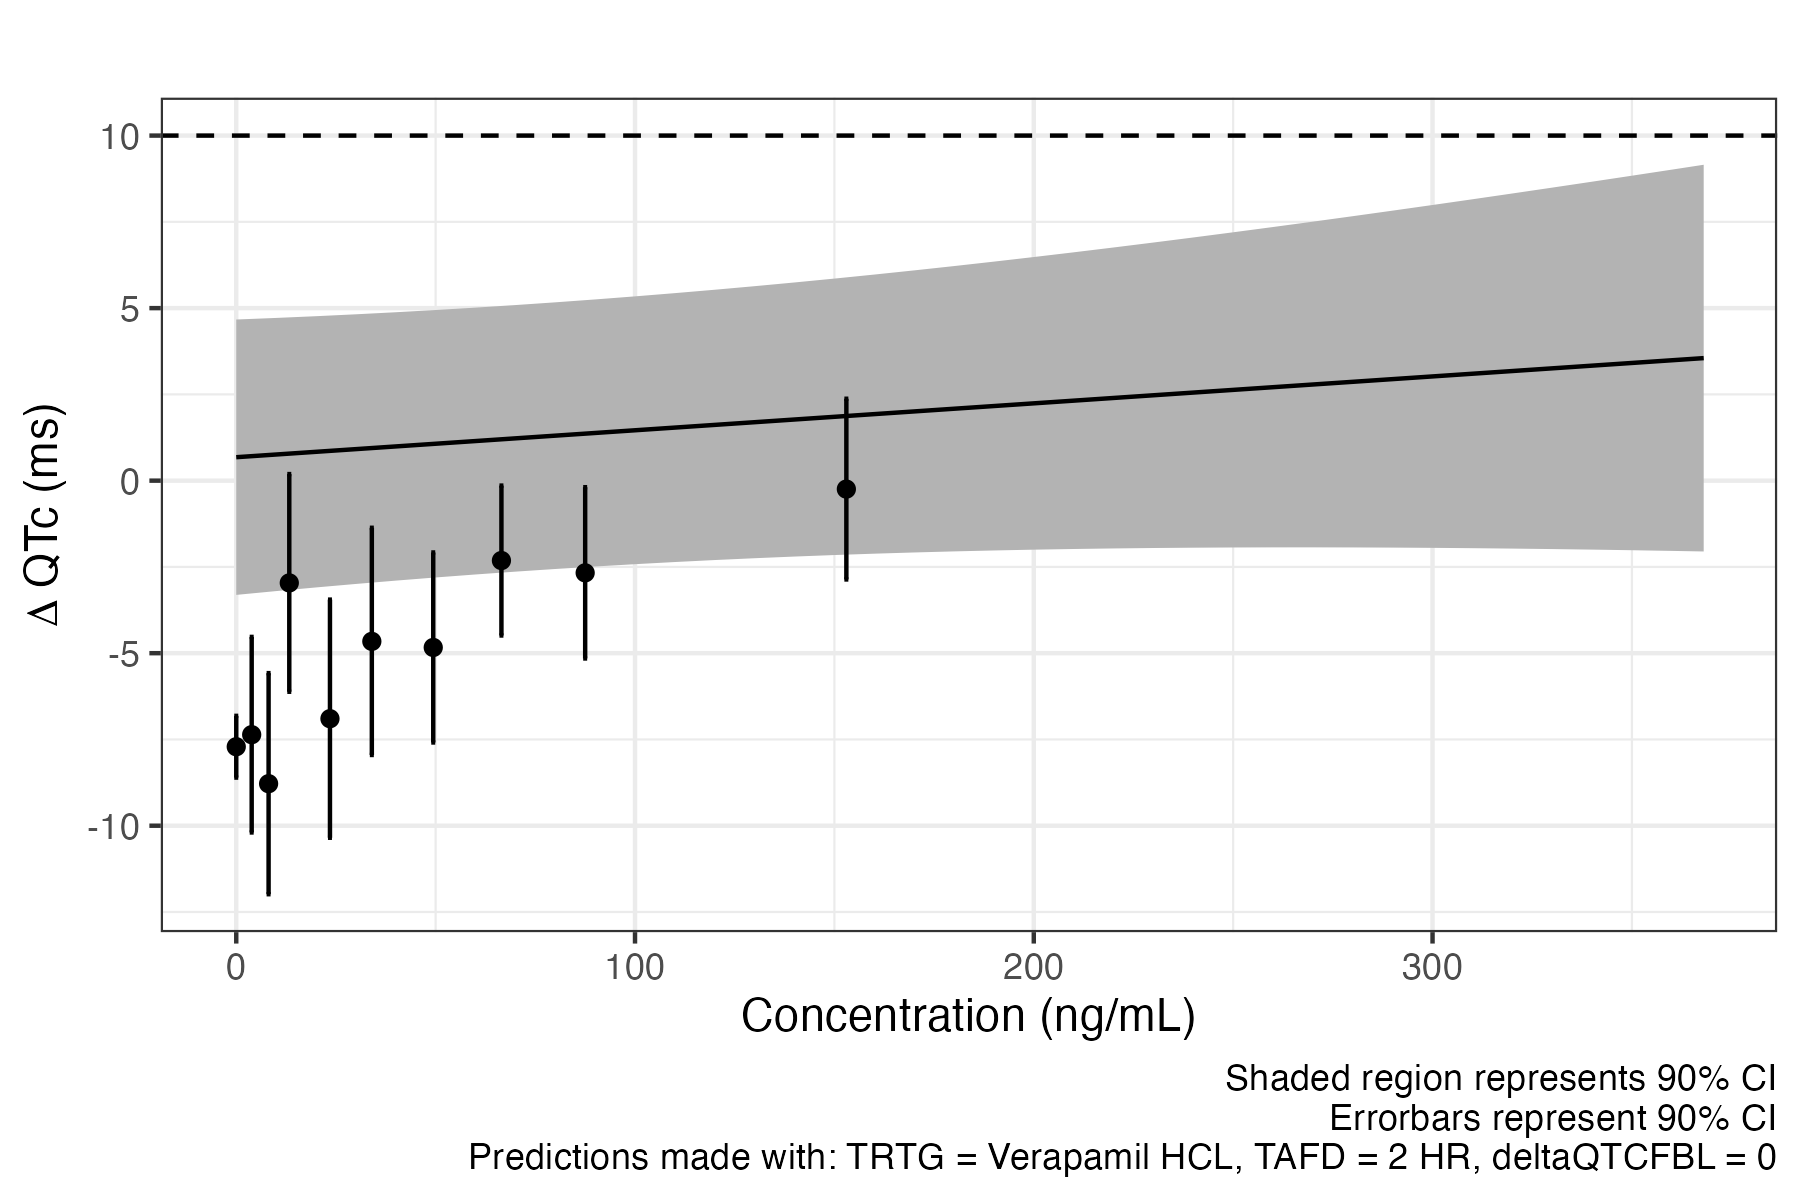 10
5
0
-5
-10
Δ QTc (ms)
0 100 200 300
Concentration (ng/mL)
Shaded region represents 90% CI
Errorbars represent 90% CI
Predictions made with: TRTG = Verapamil HCL, TAFD = 2 HR, deltaQTCFBL = 0